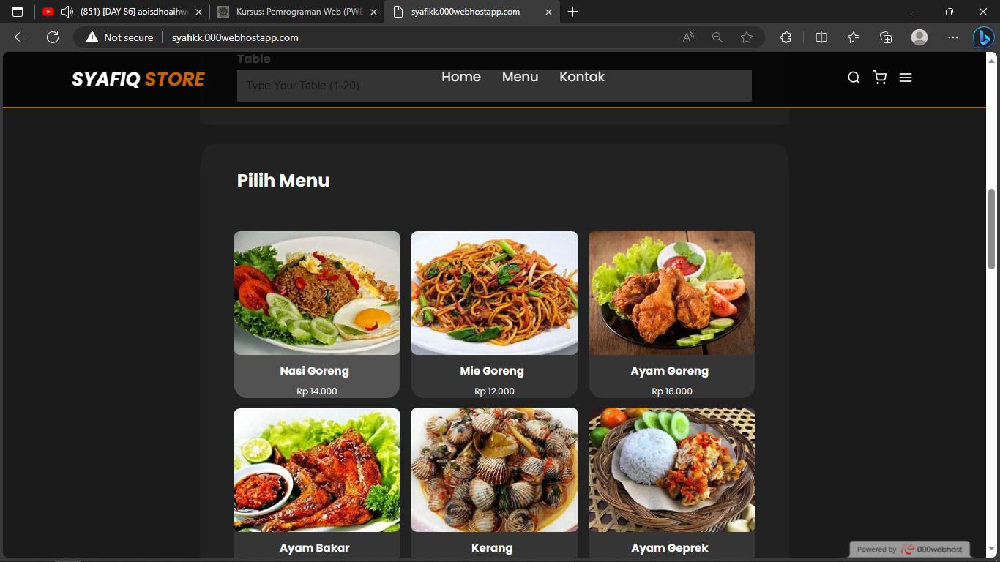 (851) [DAY 86] aoisdhoaihw
Kursus: Pemrograman Web (PWE
syafikk.000webhostapp.com
Not secure
syafikk.000webhostapp.com
Table
SYAFIQ STORE
Home
Menu
Kontak
Type Your Table (1-20)
Pilih Menu
Nasi Goreng
Mie Goreng
Ayam Goreng
Rp 14.000
Rp 12.000
Rp 16.000
Ayam Bakar
Kerang
Ayam Geprek
Powered by 000webhost